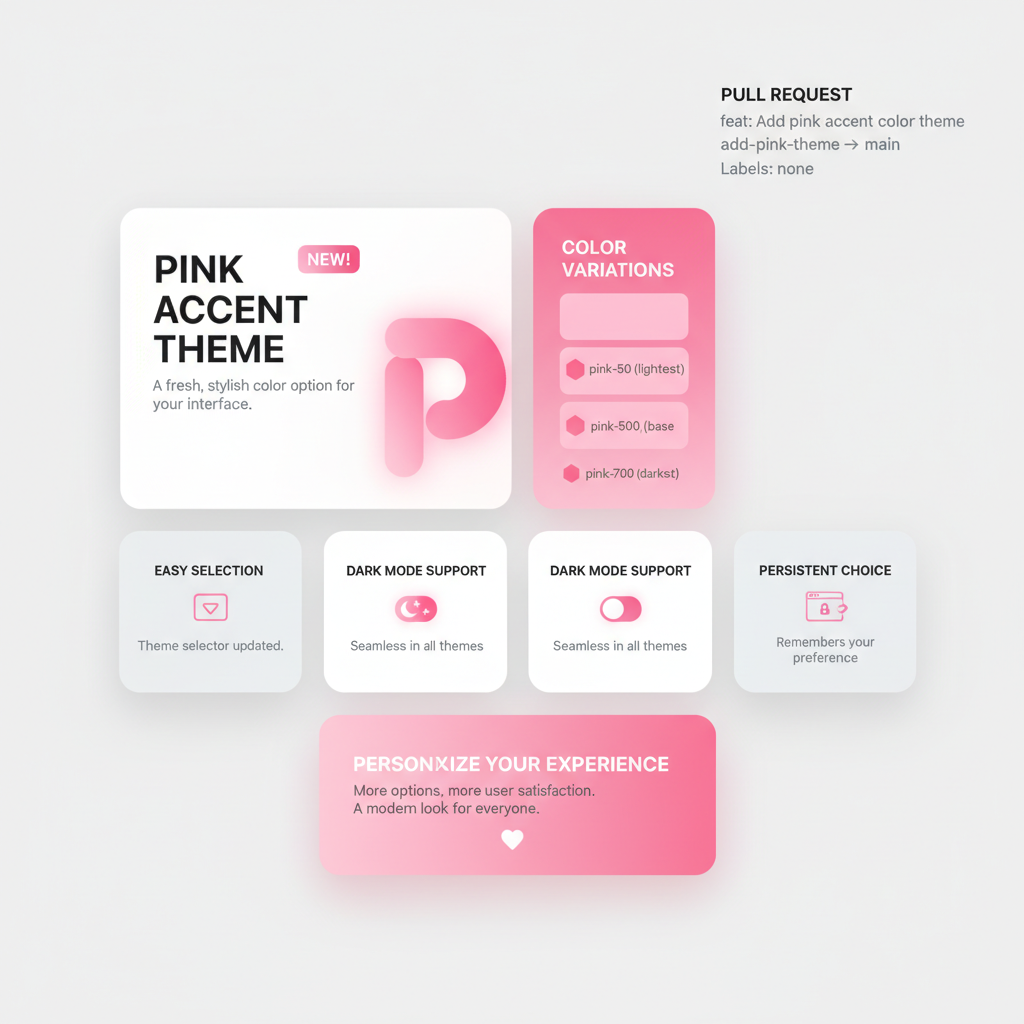 PULL REQUEST
feat: Add pink accent color theme
add-pink-theme → main
Labels: none
PINK
ACCENT
THEME
NEW!
A fresh, stylish color option for
your interface.
COLOR
VARIATIONS
pink-50 (lightest)
pink-500, (base
pink-700 (darkst)
EASY SELECTION
Theme selector updated.
DARK MODE SUPPORT
Seamless in all themes
DARK MODE SUPPORT
Seamless in all themes
PERSISTENT CHOICE
Remembers your
preference
PERSONXIZE YOUR EXPERIENCE
More options, more user satisfaction.
A modem look for everyone.